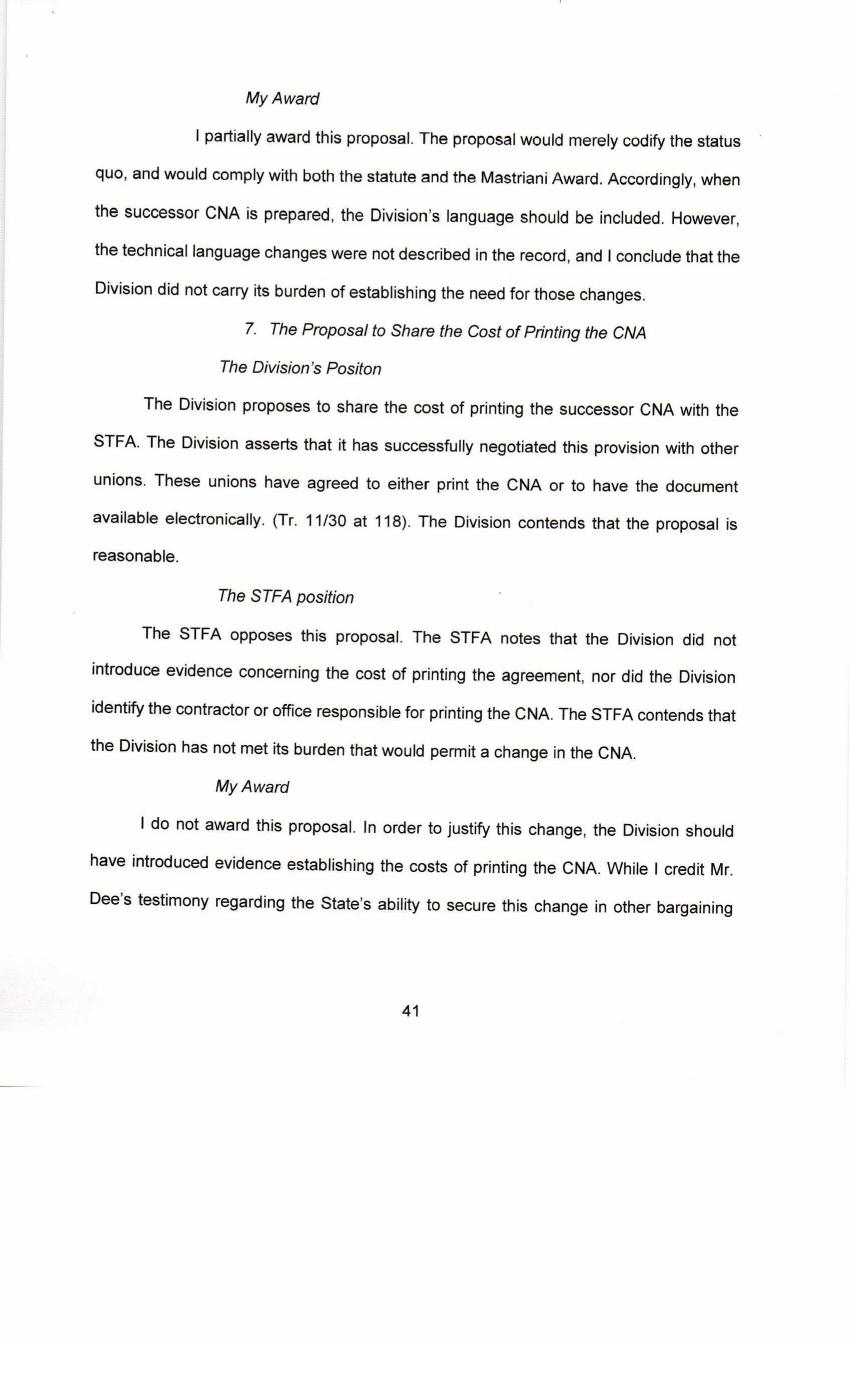 My Award
I partially award this proposal. The proposal would merely codify the status
quo, and would comply with both the statute and the Mastriani Award. Accordingly, when
the successor CNA is prepared, the Division's language should be included. However,
the technical language changes were not described in the record, and I conclude that the
Division did not carry its burden of establishing the need for those changes.
7. The Proposal to Share the Cost of Printing the CNA
The Division's Positon
The Division proposes to share the cost of printing the successor CNA with the
STFA. The Division asserts that it has successfully negotiated this provision with other
unions. These unions have agreed to either print the CNA or to have the document
available electronically. (Tr. 11/30 at 118). The Division contends that the proposal is
reasonable.
The STFA position
The STFA opposes this proposal. The STFA notes that the Division did not
introduce evidence concerning the cost of printing the agreement, nor did the Division
identify the contractor or office responsible for printing the CNA. The STFA contends that
the Division has not met its burden that would permit a change in the CNA.
My Award
I do not award this proposal. In order to justify this change, the Division should
have introduced evidence establishing the costs of printing the CNA. While I credit Mr.
Dee's testimony regarding the State's ability to secure this change in other bargaining
41